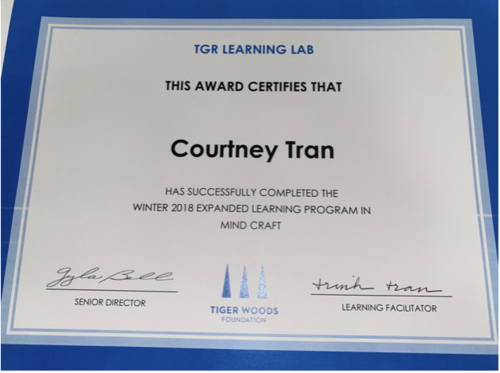 TGR LEARNING LAB
THIS AWARD CERTIFIES THAT
Courtney Tran
HAS SUCCESSFULLY COMPLETED THE
WINTER 2018 EXPANDED LEARNING PROGRAM IN
MIND CRAFT
Gyla Bell
trinh tran
SENIOR DIRECTOR
TIGER WOODS
FOUNDATION
LEARNING FACILITATOR